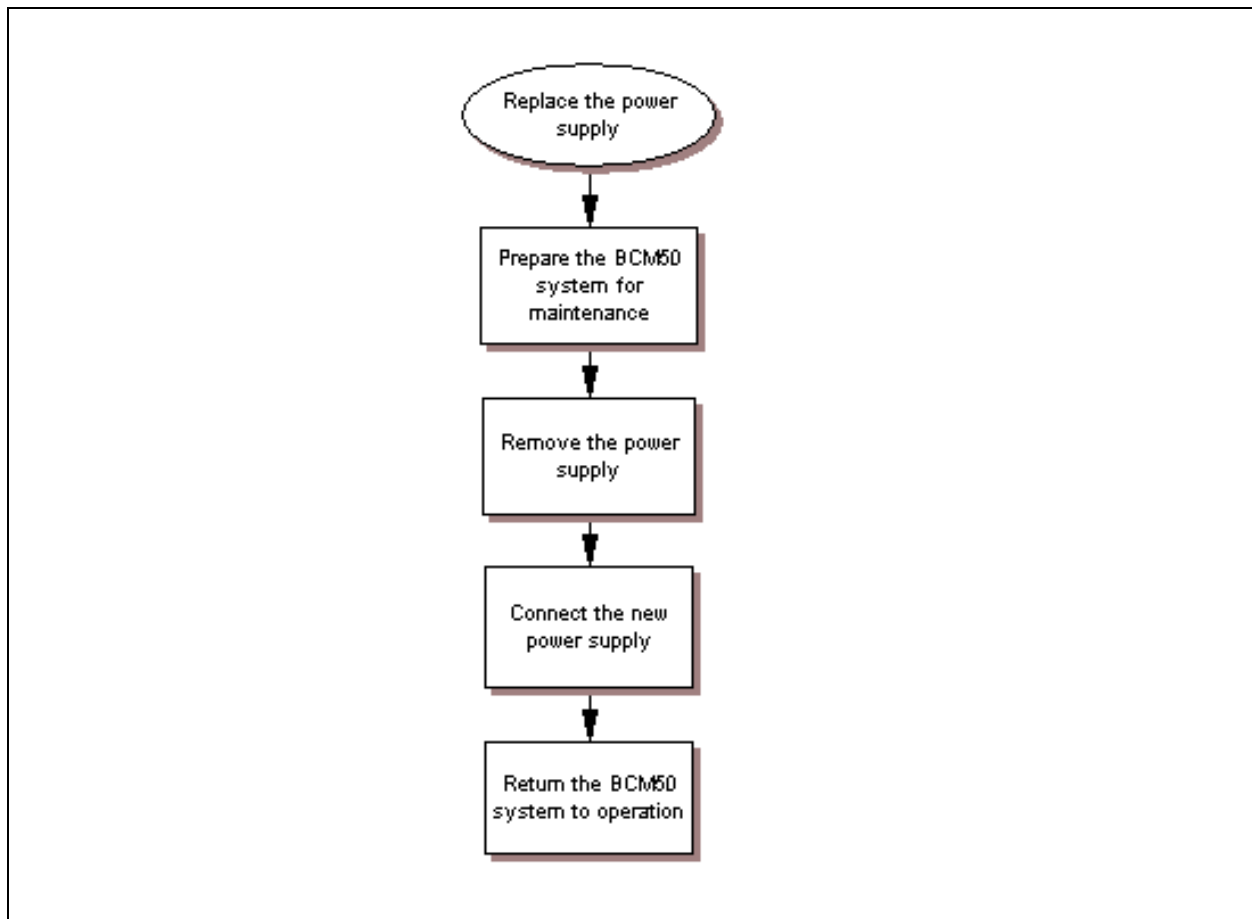 Replace the power
supply
Prepare the BCM50
system for
maintenance
Remove the power
supply
Connect the new
power supply
Return the BCM50
system to operation